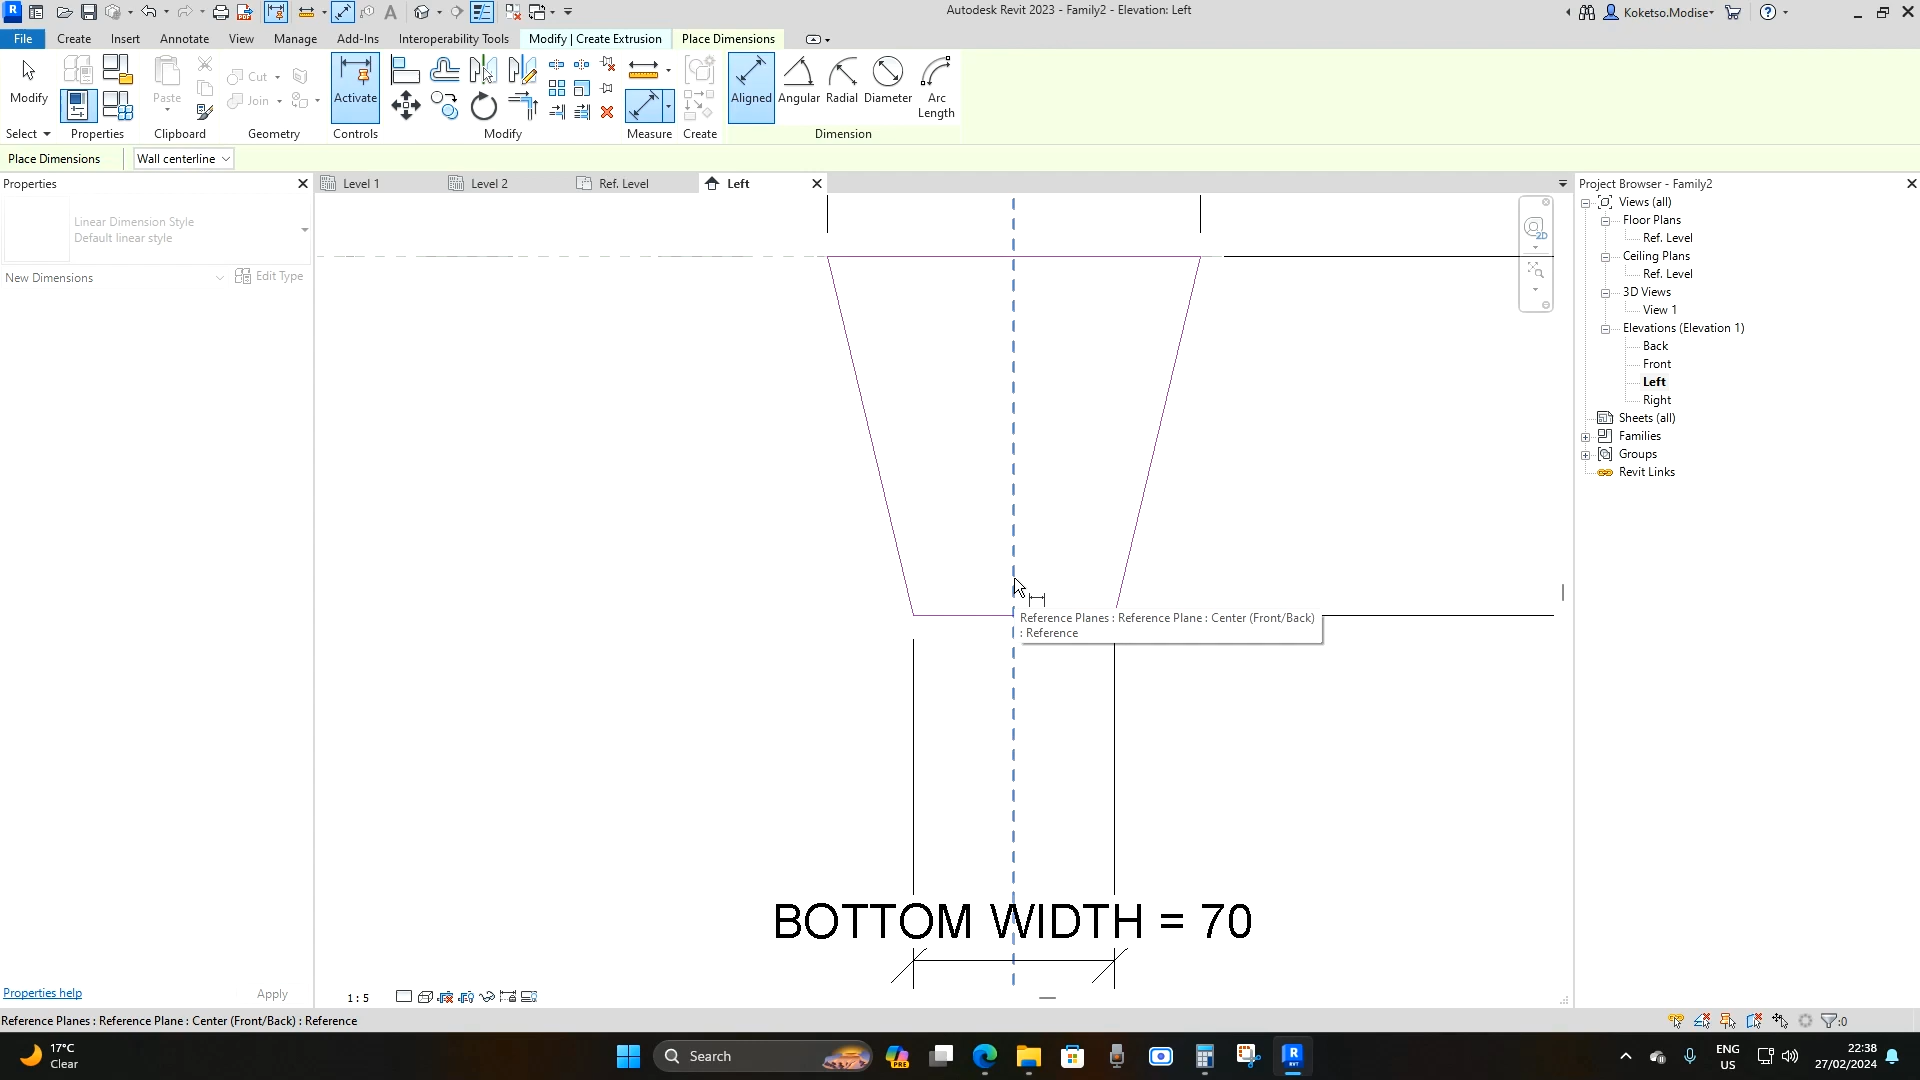 Autodesk Revit 2023 - Family2 - Elevation: Left
Koketso.Modise
File Create Insert Annotate View Manage Add-Ins Interoperability Tools Modify | Create Extrusion Place Dimensions
Modify
Paste
Cut
Join
Activate
Aligned Angular Radial Diameter Arc Length
Select Properties Clipboard Geometry Controls Modify Measure Create Dimension
Place Dimensions Wall centerline
Properties
Level 1 Level 2 Ref. Level Left
Project Browser - Family2
Linear Dimension Style
Default linear style
New Dimensions Edit Type
2D
Views (all)
Floor Plans
Ref. Level
Ceiling Plans
Ref. Level
3D Views
View 1
Elevations (Elevation 1)
Back
Front
Left
Right
Sheets (all)
Families
Groups
Revit Links
Reference Planes : Reference Plane : Center (Front/Back)
: Reference
BOTTOM WIDTH = 70
Properties help Apply
1 : 5
Reference Planes : Reference Plane : Center (Front/Back) : Reference
:0
17°C
Clear
Search
PRE
R
RVT
ENG
US
22:38
27/02/2024